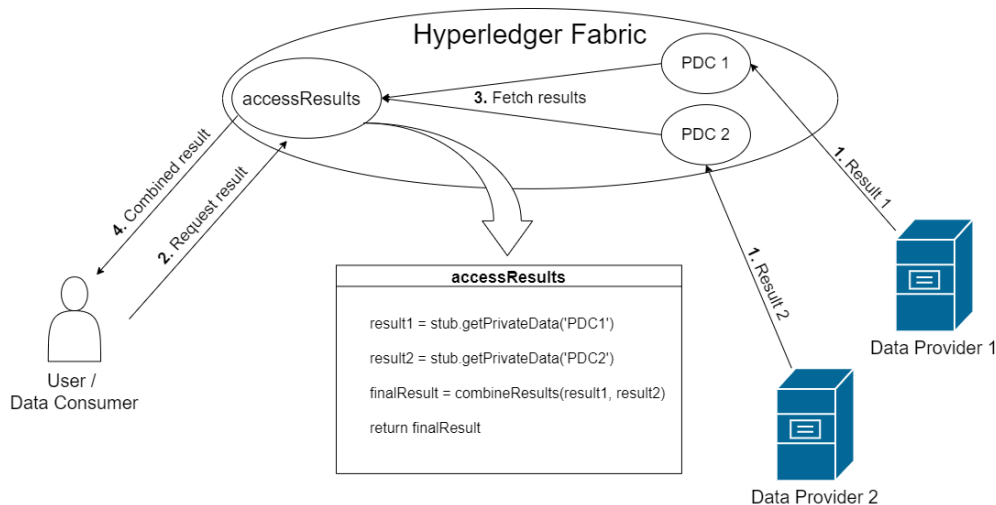 Hyperledger Fabric
PDC 1
accessResults
3. Fetch results
PDC 2
1. Result 1
4. Combined result
2. Request result
1. Result 2
accessResults
result1 = stub.getPrivateData('PDC1')
result2 = stub.getPrivateData('PDC2')
finalResult = combineResults(result1, result2)
return finalResult
Data Provider 1
User /
Data Consumer
Data Provider 2